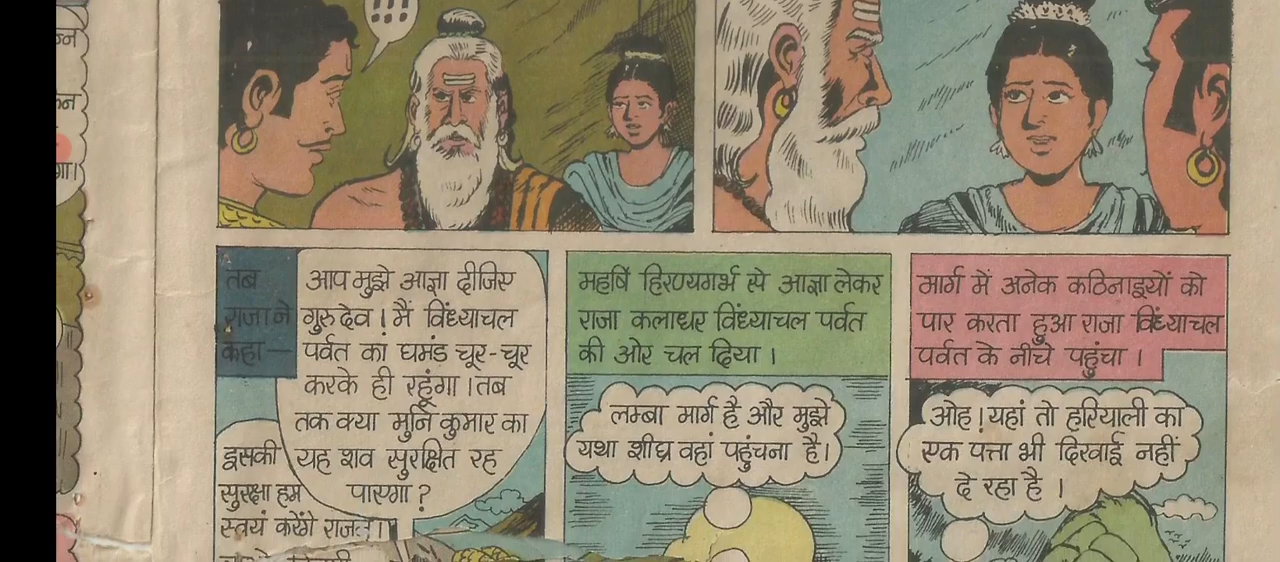 तब
राजा ने
कहा—
आप मुझे आज्ञा दीजिए
गुरुदेव ! मैं विंध्याचल
पर्वत का घमंड चूर-चूर
करके ही रहूंगा । तब
तक क्या मुनि कुमार का
यह शव सुरक्षित रह
पाएगा ?
इसकी
सुरक्षा हम
स्वयं करेंगे
महर्षि हिरण्यगर्भ से आज्ञा लेकर
राजा कलाधर विंध्याचल पर्वत
की ओर चल दिया ।
लम्बा मार्ग है और मुझे
यथा शीघ्र वहां पहुंचना है।
मार्ग में अनेक कठिनाइयों को
पार करता हुआ राजा विंध्याचल
पर्वत के नीचे पहुंचा ।
ओह ! यहां तो हरियाली का
एक पत्ता भी दिखाई नहीं
दे रहा है ।